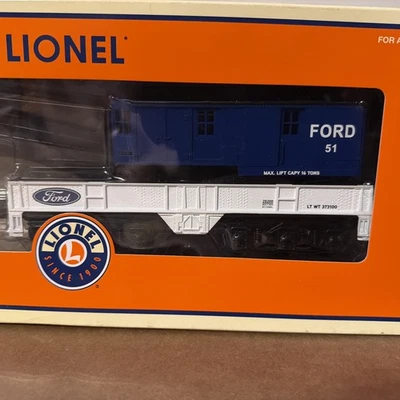 LIONEL®
FOR A
FORD
51
MAX. LIFT CAPY 16 TONS
Ford
LT WT 373100
LIONEL
SINCE 1900